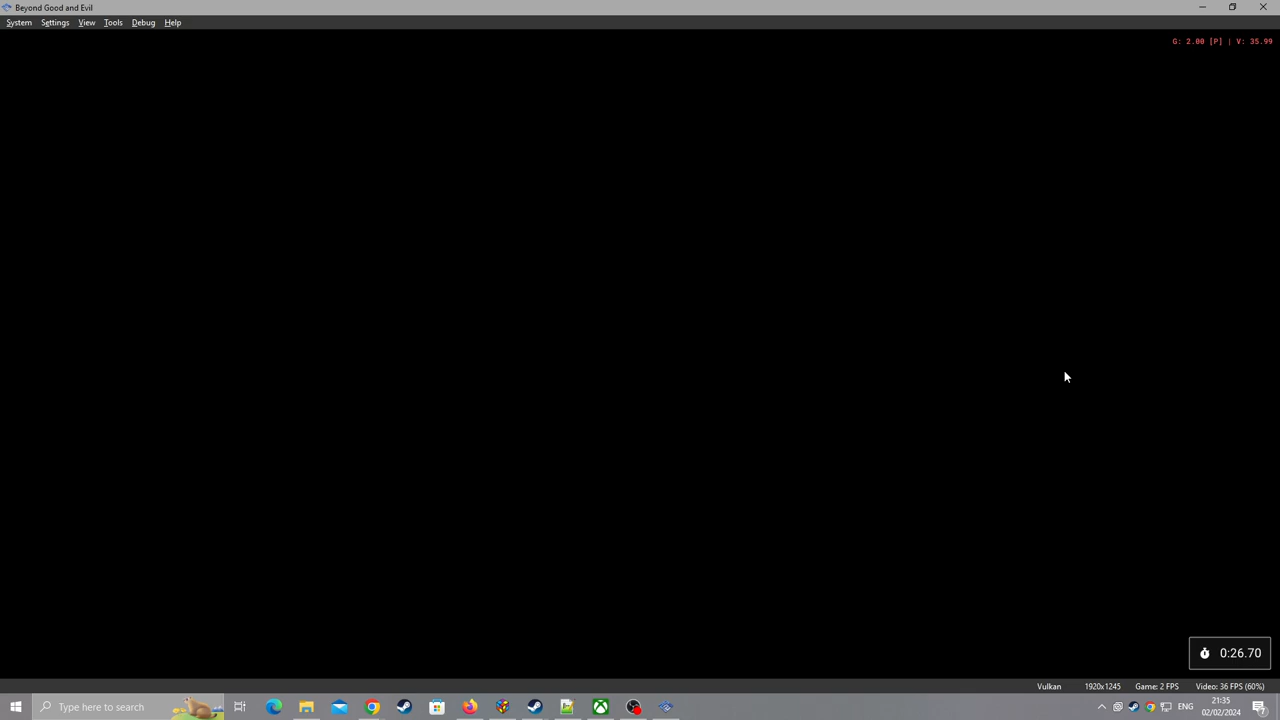 Beyond Good and Evil
System Settings View Tools Debug Help
G: 2.00 [P] | V: 35.99
0:26.70
Vulkan 1920x1245 Game: 2 FPS Video: 36 FPS (60%)
Type here to search
ENG
21:35
02/02/2024
7